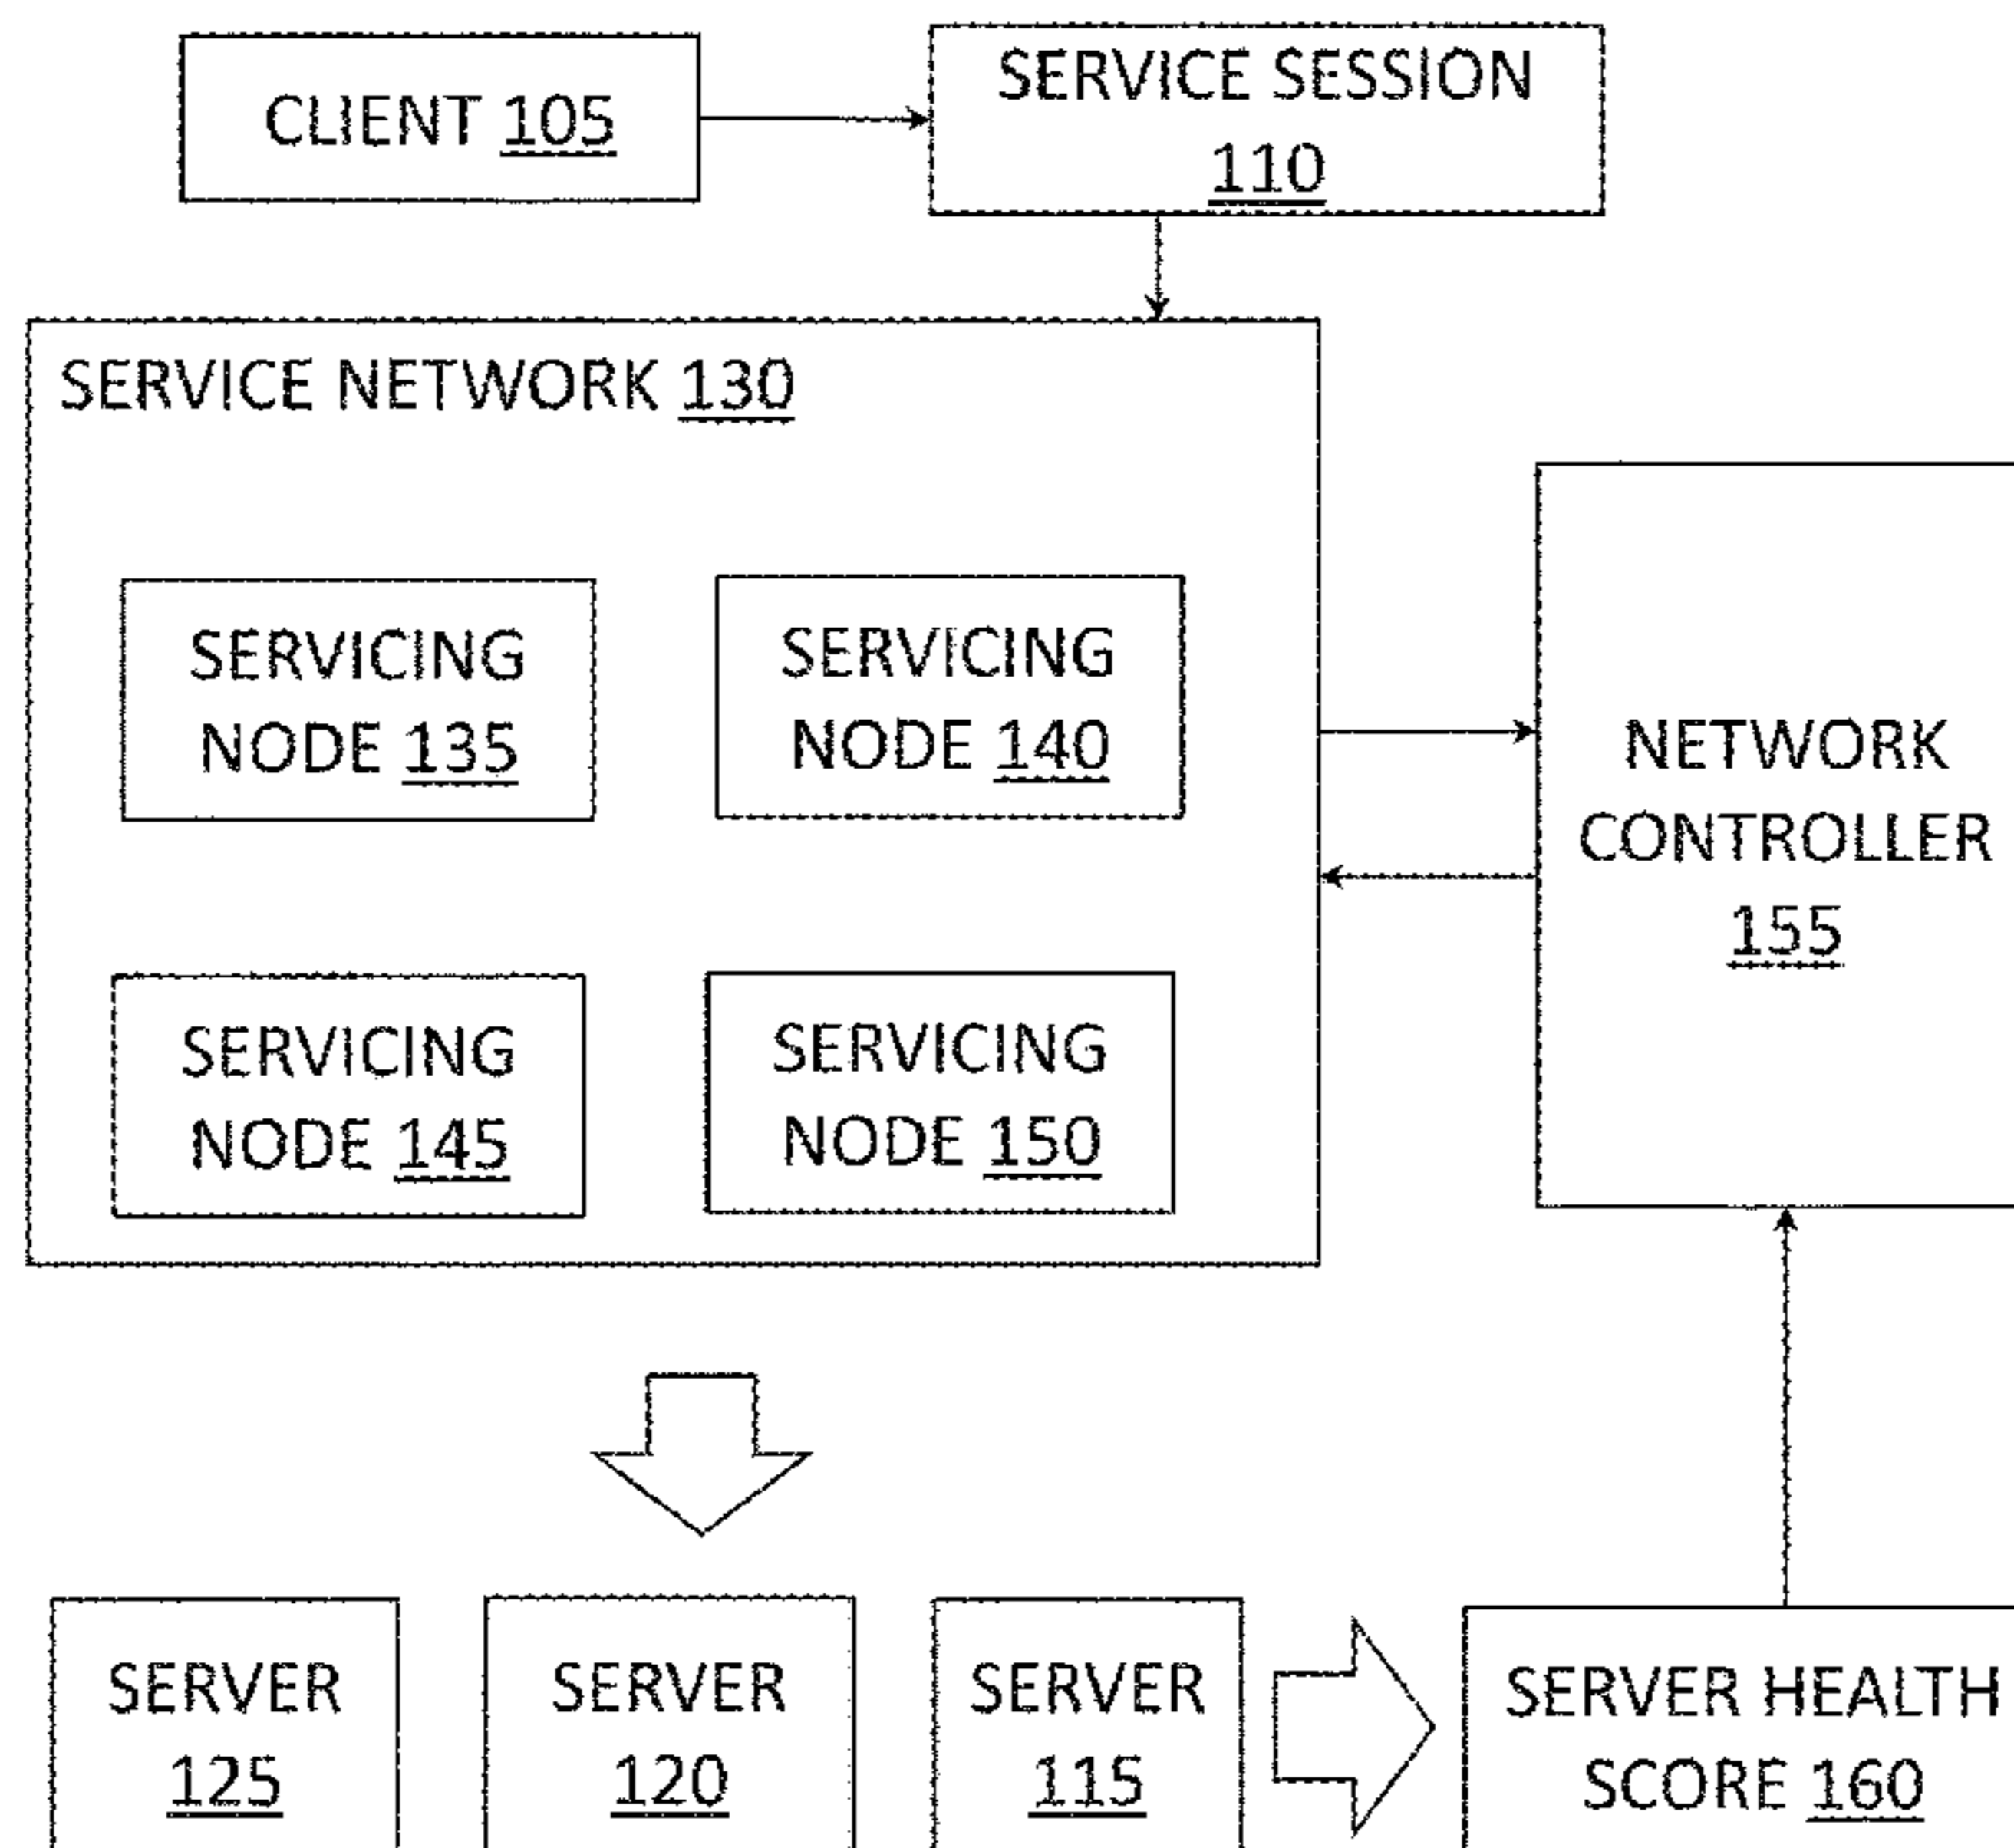 CLIENT 105
SERVICE SESSION
110
SERVICE NETWORK 130
SERVICING
NODE 135
SERVICING
NODE 140
NETWORK
CONTROLLER
155
SERVICING
NODE 145
SERVICING
NODE 150
SERVER
125
SERVER
120
SERVER
115
SERVER HEALTH
SCORE 160